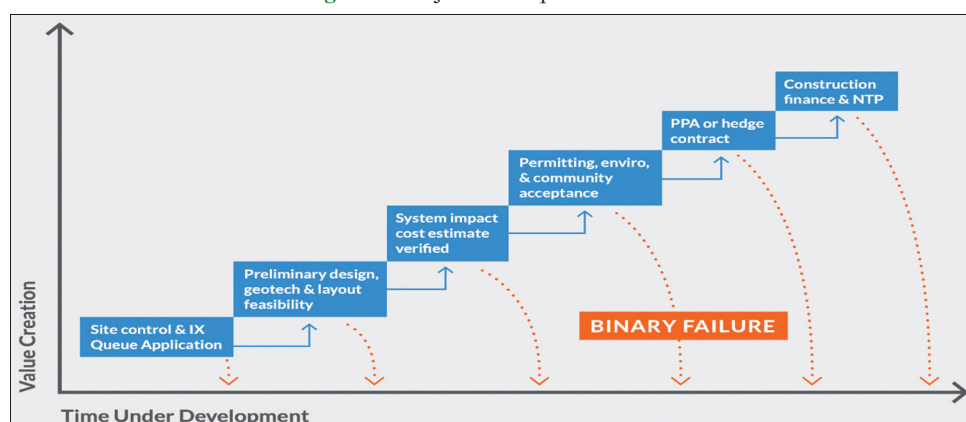 Construction
finance & NTP
PPA or hedge
contract
Permitting, enviro,
& community
acceptance
System impact
cost estimate
verified
Preliminary design,
geotech & layout
feasibility
Site control & IX
Queue Application
BINARY FAILURE
Value Creation
Time Under Development